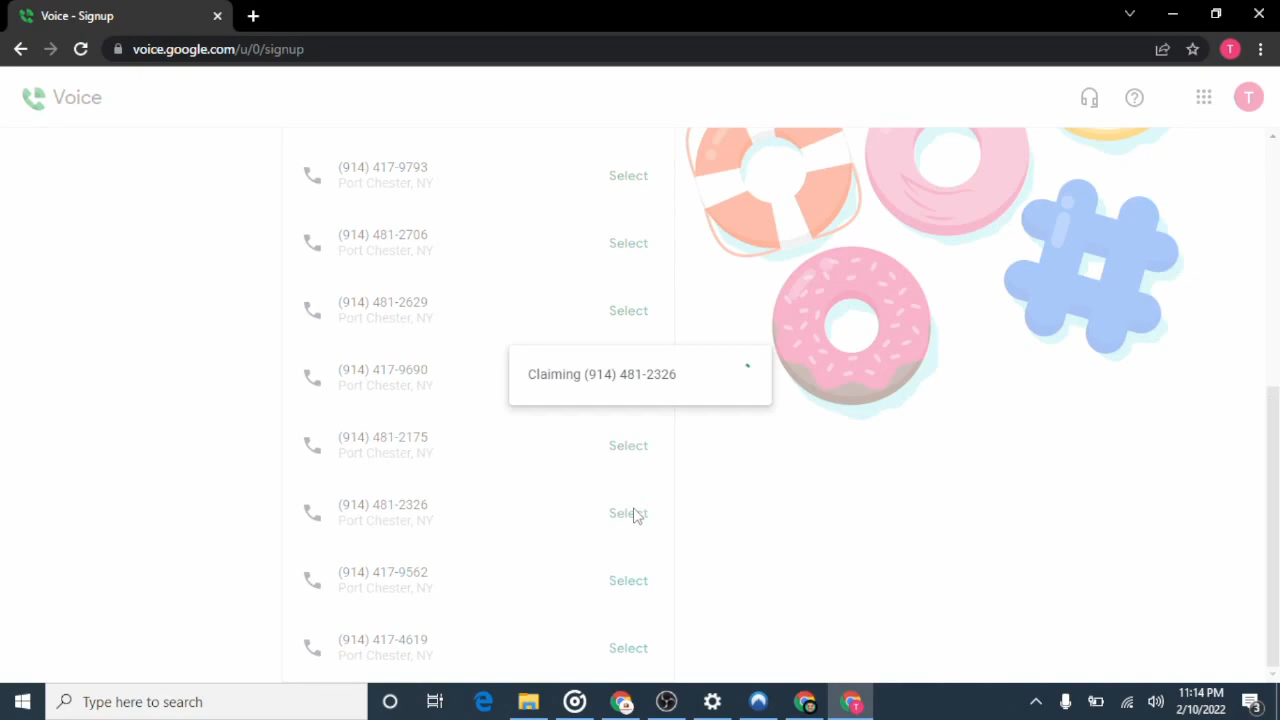 Voice - Signup
voice.google.com/u/0/signup
T
Voice
T
(914) 417-9793
Port Chester, NY
Select
(914) 481-2706
Port Chester, NY
Select
(914) 481-2629
Port Chester, NY
Select
(914) 417-9690
Port Chester, NY
Claiming (914) 481-2326
(914) 481-2175
Port Chester, NY
Select
(914) 481-2326
Port Chester, NY
Select
(914) 417-9562
Port Chester, NY
Select
(914) 417-4619
Port Chester, NY
Select
Type here to search
T
11:14 PM
2/10/2022
3